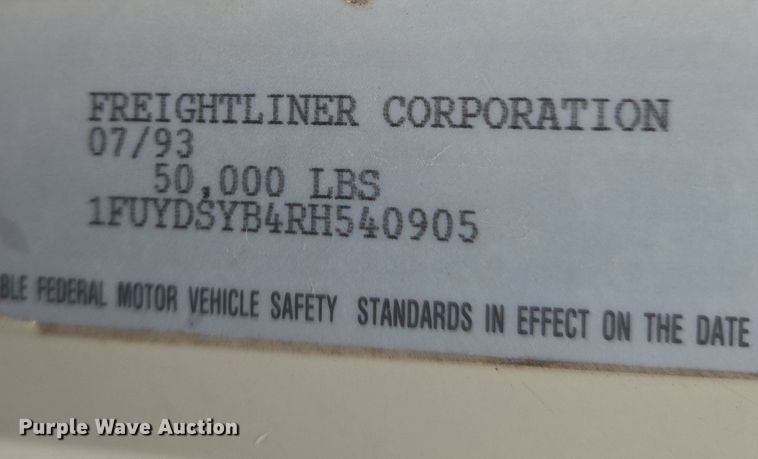 FREIGHTLINER CORPORATION
07/93
50,000 LBS
1FUYDSYB4RH540905
BLE FEDERAL MOTOR VEHICLE SAFETY STANDARDS IN EFFECT ON THE DATE
Purple Wave Auction